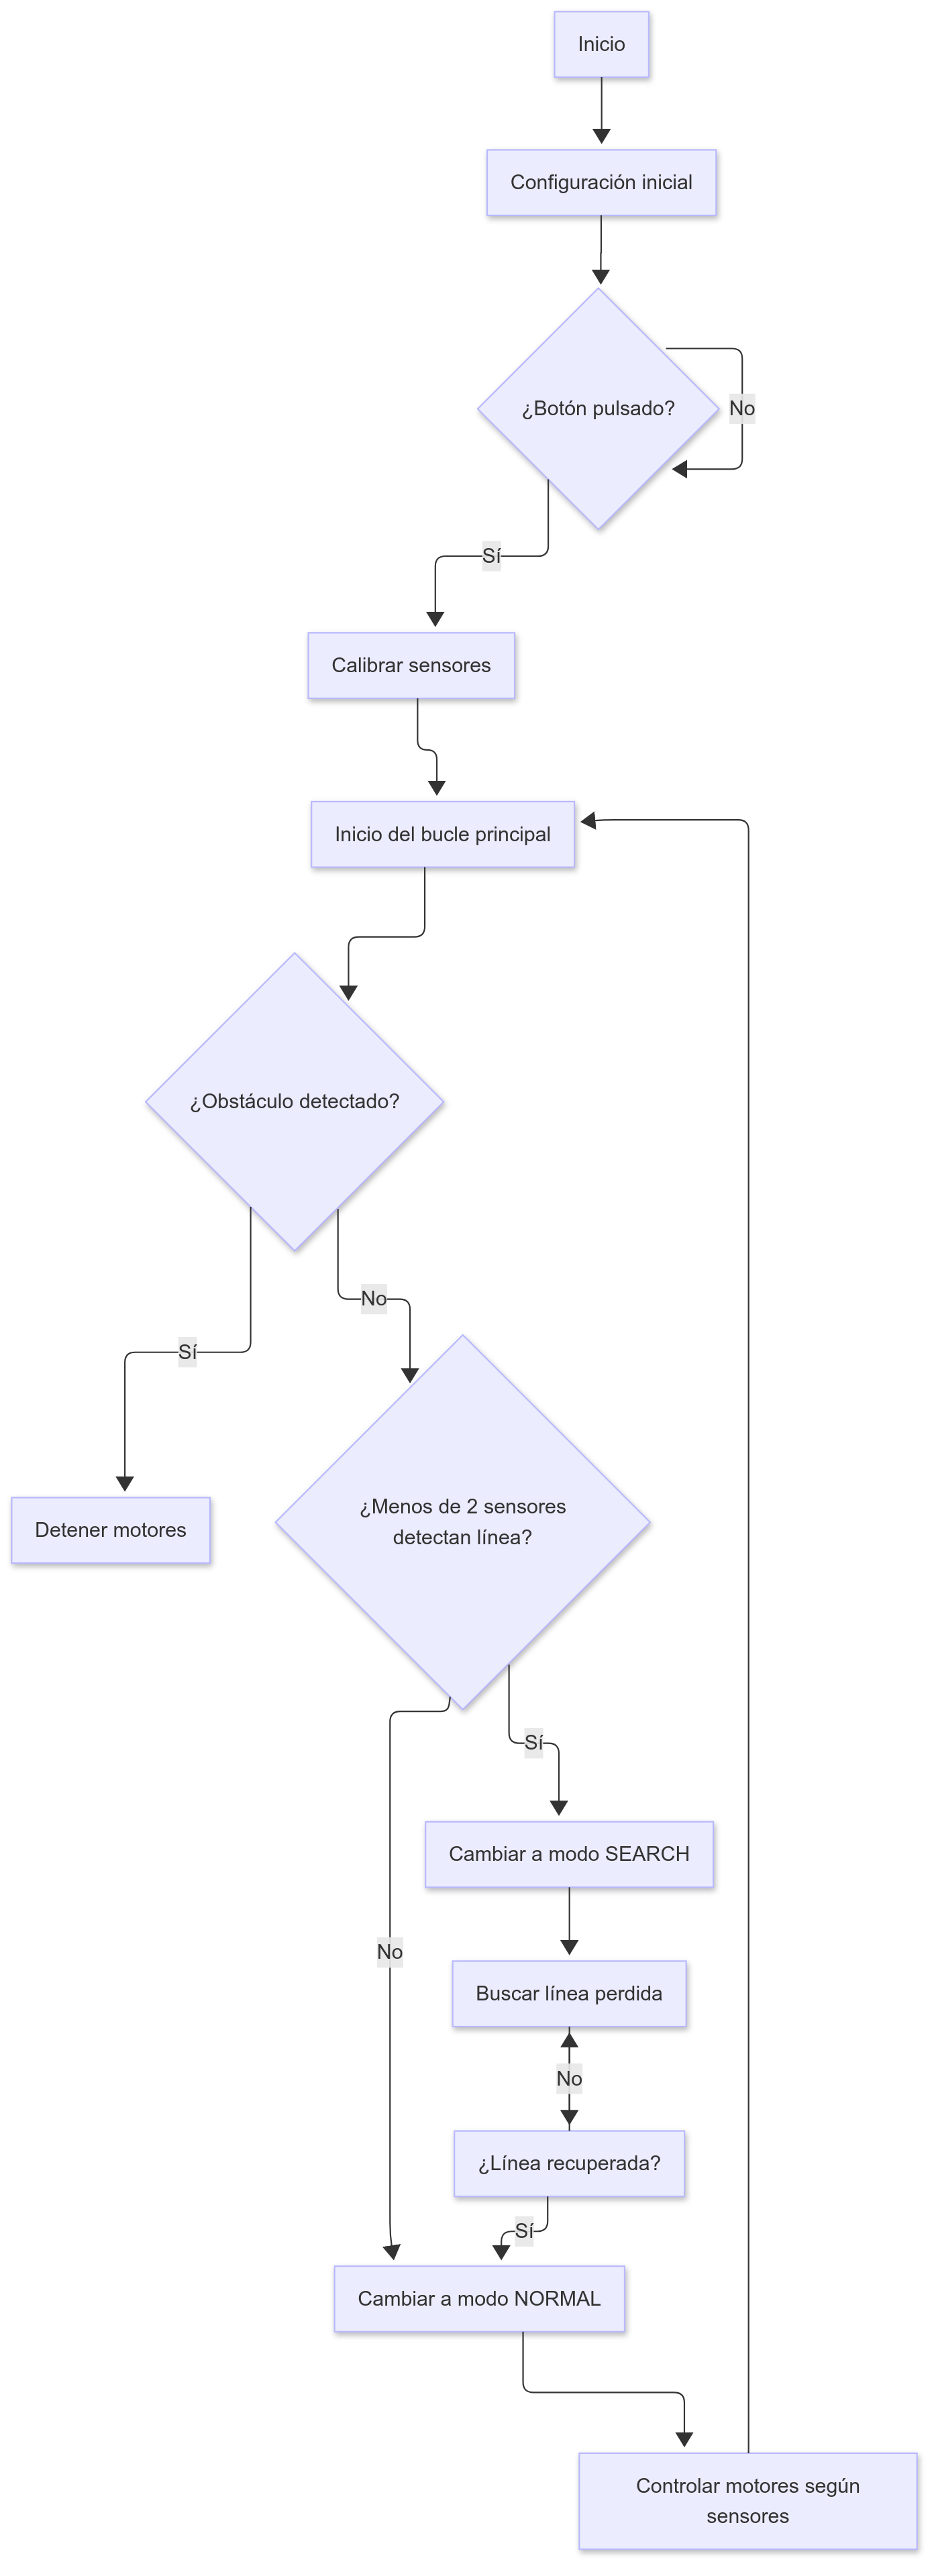 Inicio
Configuración inicial
¿Botón pulsado?
No
Sí
Calibrar sensores
Inicio del bucle principal
¿Obstáculo detectado?
No
Sí
¿Menos de 2 sensores
detectan línea?
Detener motores
Sí
Cambiar a modo SEARCH
No
Buscar línea perdida
No
¿Línea recuperada?
Sí
Cambiar a modo NORMAL
Controlar motores según
sensores